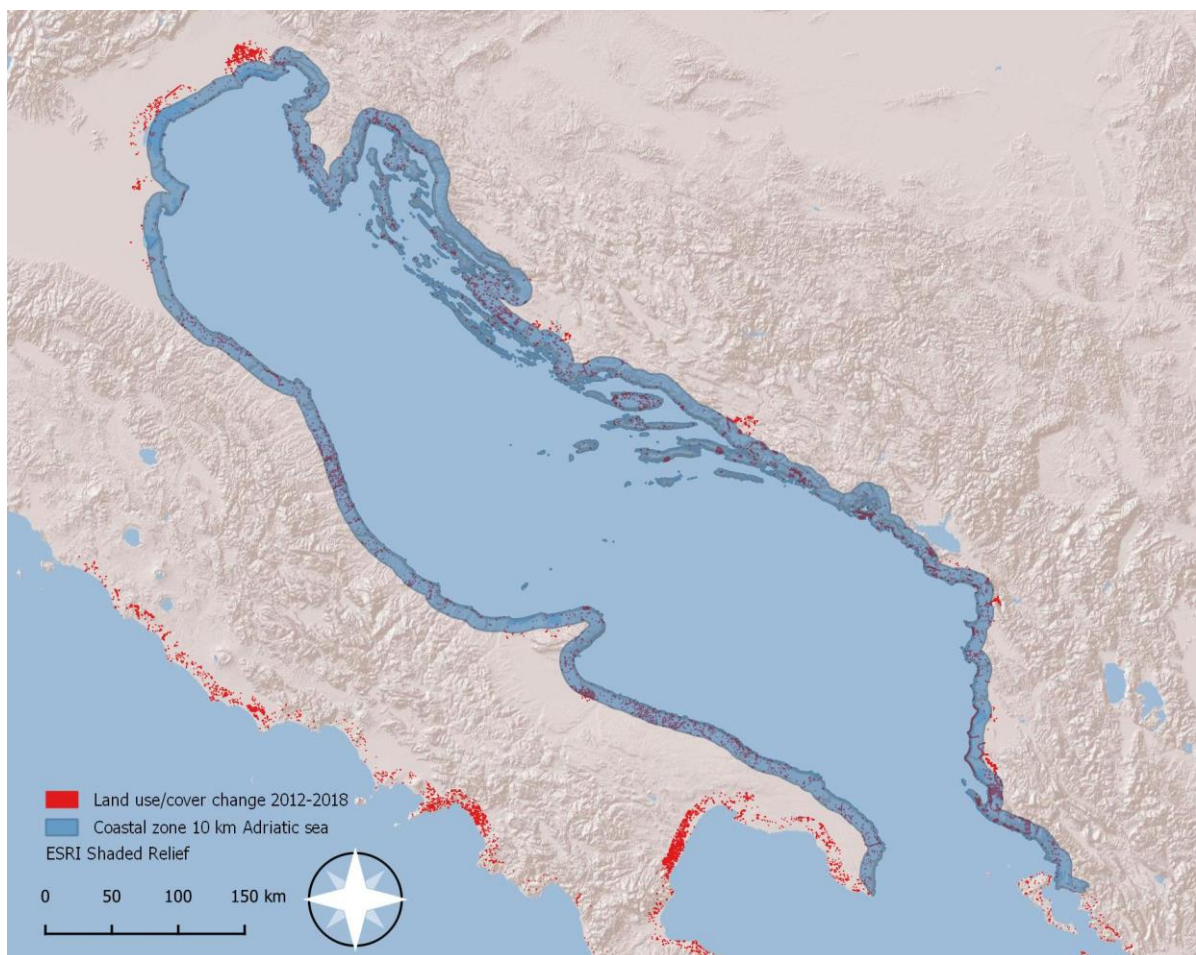 Land use/cover change 2012-2018
Coastal zone 10 km Adriatic sea
ESRI Shaded Relief
0 50 100 150 km